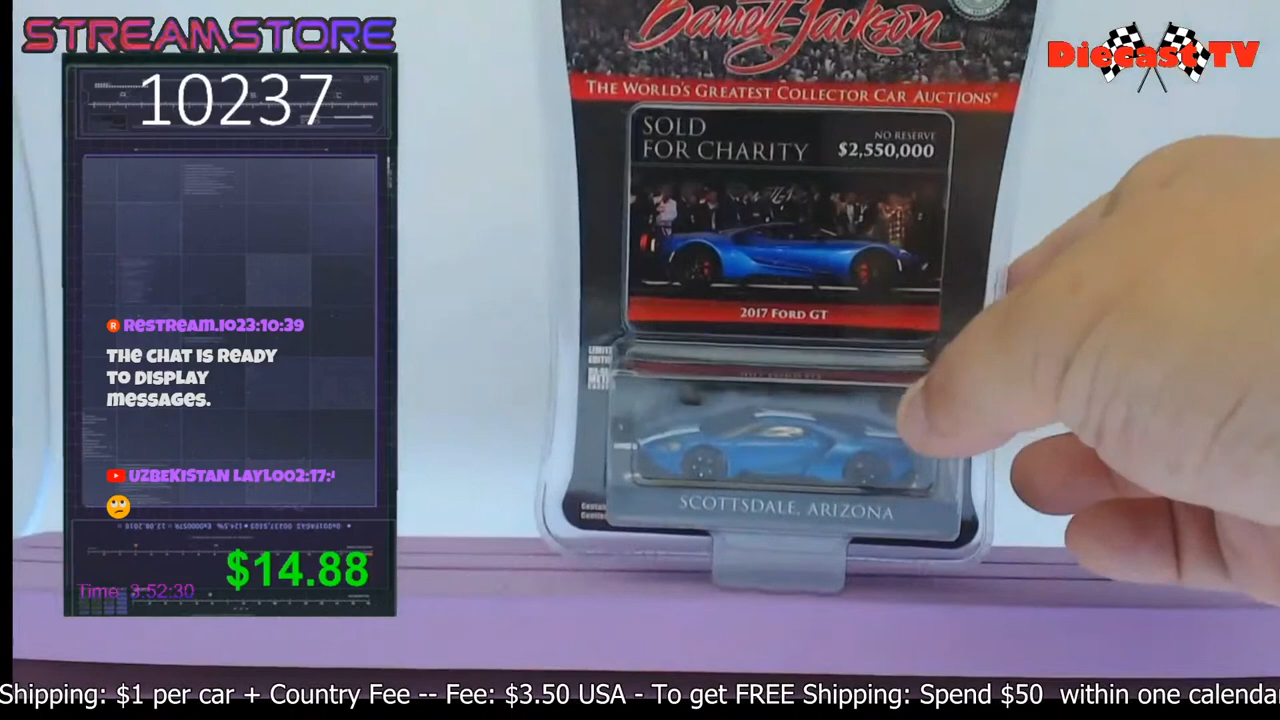 STREAMSTORE
10237
RESTREAM.IO23:10:39
THE CHAT IS READY
TO DISPLAY
MESSAGES.
UZBEKISTAN LAYLO02:17:
$14.88
Time: 3:52:30
Barrett-Jackson
THE WORLD'S GREATEST COLLECTOR CAR AUCTIONS®
SOLD
FOR CHARITY
NO RESERVE
$2,550,000
2017 FORD GT
SCOTTSDALE, ARIZONA
Diecast TV
Shipping: $1 per car + Country Fee -- Fee: $3.50 USA - To get FREE Shipping: Spend $50 within one calenda